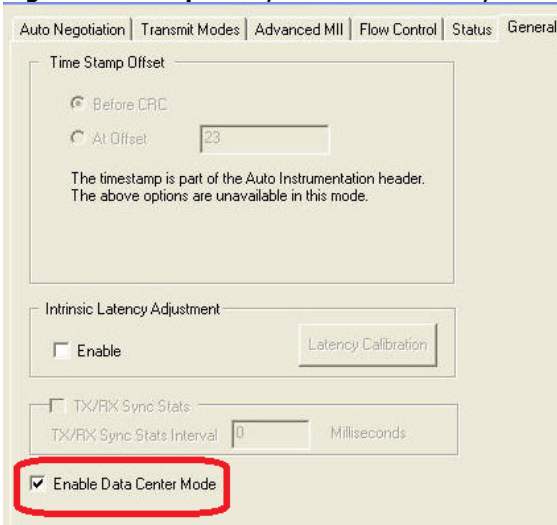 Auto Negotiation Transmit Modes Advanced MII Flow Control Status General
Time Stamp Offset
Before CRC
At Offset 23
The timestamp is part of the Auto Instrumentation header.
The above options are unavailable in this mode.
Intrinsic Latency Adjustment
Enable Latency Calibration
TX/RX Sync Stats
TX/RX Sync Stats Interval 0 Milliseconds
Enable Data Center Mode